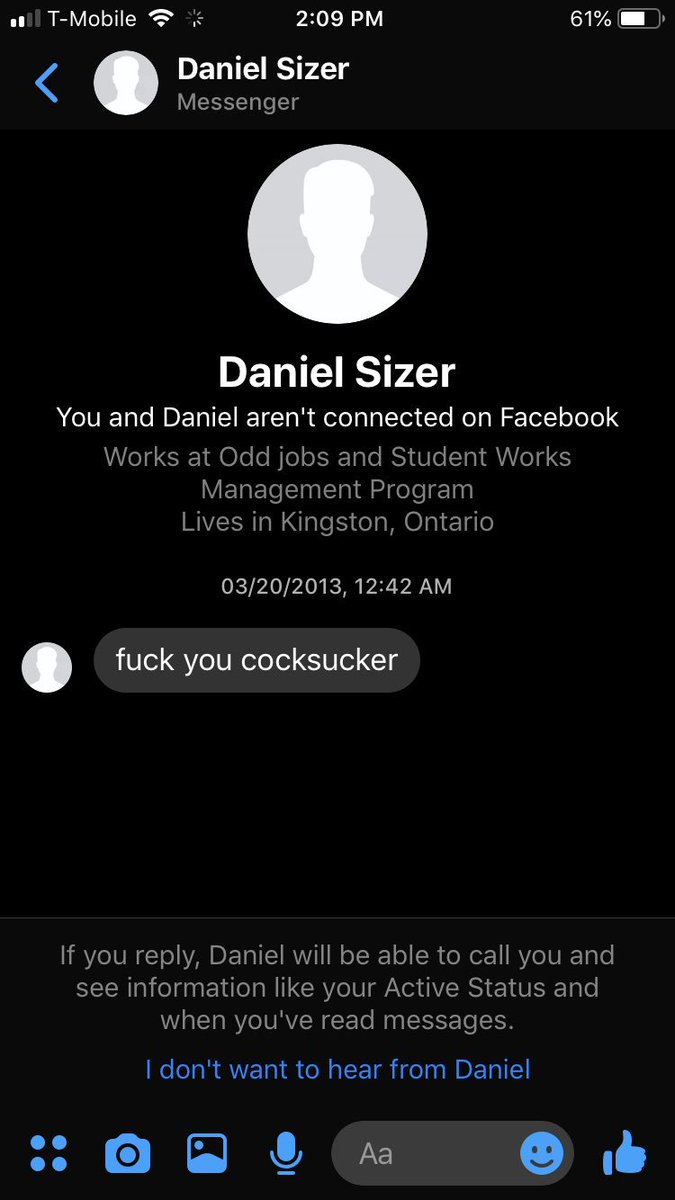 T-Mobile 2:09 PM 61%
Daniel Sizer
Messenger
Daniel Sizer
You and Daniel aren't connected on Facebook
Works at Odd jobs and Student Works
Management Program
Lives in Kingston, Ontario
03/20/2013, 12:42 AM
fuck you cocksucker
If you reply, Daniel will be able to call you and
see information like your Active Status and
when you've read messages.
I don't want to hear from Daniel
Aa